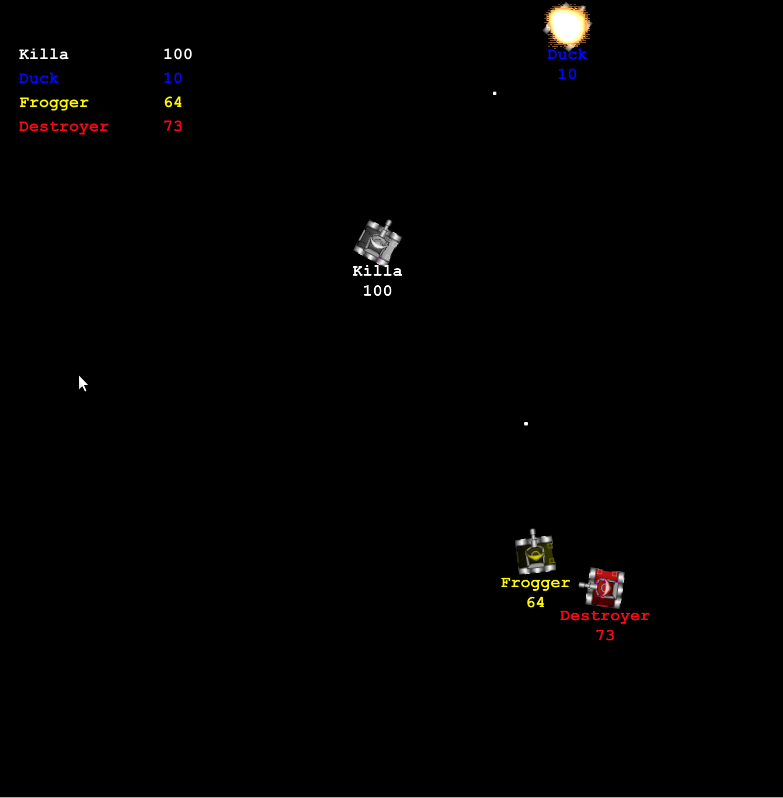 Killa 100
Duck 10
Frogger 64
Destroyer 73
Duck
10
Killa
100
Frogger
64
Destroyer
73